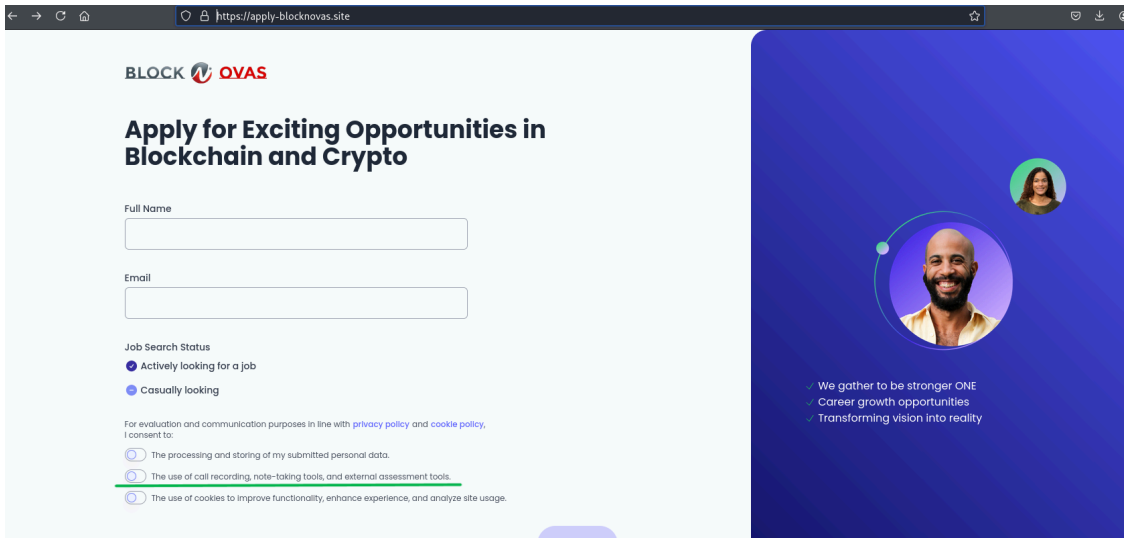 https://apply-blocknovas.site
BLOCK N OVAS
Apply for Exciting Opportunities in
Blockchain and Crypto
Full Name
Email
Job Search Status
Actively looking for a job
Casually looking
For evaluation and communication purposes in line with privacy policy and cookie policy,
I consent to:
The processing and storing of my submitted personal data.
The use of call recording, note-taking tools, and external assessment tools.
The use of cookies to improve functionality, enhance experience, and analyze site usage.
We gather to be stronger ONE
Career growth opportunities
Transforming vision into reality